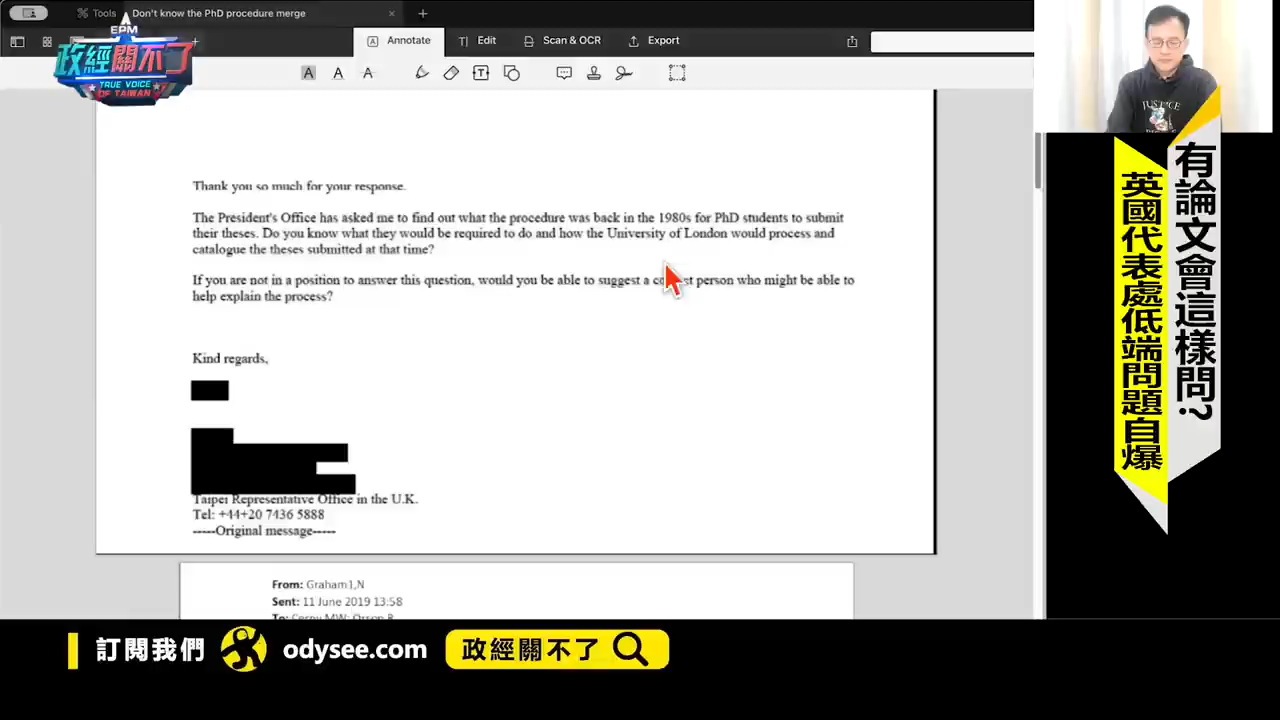 Tools
Don't know the PhD procedure merge
EPM
政經關不了
TRUE VOICE
OF TAIWAN
Annotate
Edit
Scan & OCR
Export
Thank you so much for your response.
The President's Office has asked me to find out what the procedure was back in the 1980s for PhD students to submit
their theses. Do you know what they would be required to do and how the University of London would process and
catalogue the theses submitted at that time?
If you are not in a position to answer this question, would you be able to suggest a person who might be able to
help explain the process?
Kind regards,
Taipei Representative Office in the U.K.
Tel: +44+20 7436 5888
-----Original message-----
From: Graham1,N
Sent: 11 June 2019 13:58
JUSTICE
有論文會這樣問?
英國代表處低端問題自爆
訂閱我們
odysee.com
政經關不了